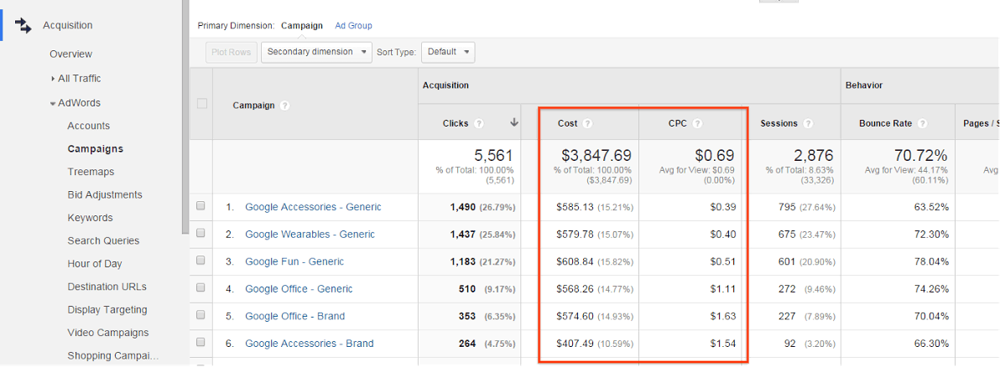 Acquisition
Overview
All Traffic
AdWords
Accounts
Campaigns
Treemaps
Bid Adjustments
Keywords
Search Queries
Hour of Day
Destination URLs
Display Targeting
Video Campaigns
Shopping Campai...
Primary Dimension: Campaign Ad Group
Plot Rows Secondary dimension Sort Type: Default
Acquisition Behavior
Campaign ? Clicks ? Cost ? CPC ? Sessions ? Bounce Rate ? Pages / S
5,561 $3,847.69 $0.69 2,876 70.72%
% of Total: 100.00% % of Total: 100.00% Avg for View: $0.69 % of Total: 8.63% Avg for View: 44.17% Avg
(5,561) ($3,847.69) (0.00%) (33,326) (60.11%)
1. Google Accessories - Generic 1,490 (26.79%) $585.13 (15.21%) $0.39 795 (27.64%) 63.52%
2. Google Wearables - Generic 1,437 (25.84%) $579.78 (15.07%) $0.40 675 (23.47%) 72.30%
3. Google Fun - Generic 1,183 (21.27%) $608.84 (15.82%) $0.51 601 (20.90%) 78.04%
4. Google Office - Generic 510 (9.17%) $568.26 (14.77%) $1.11 272 (9.46%) 74.26%
5. Google Office - Brand 353 (6.35%) $574.60 (14.93%) $1.63 227 (7.89%) 70.04%
6. Google Accessories - Brand 264 (4.75%) $407.49 (10.59%) $1.54 92 (3.20%) 66.30%